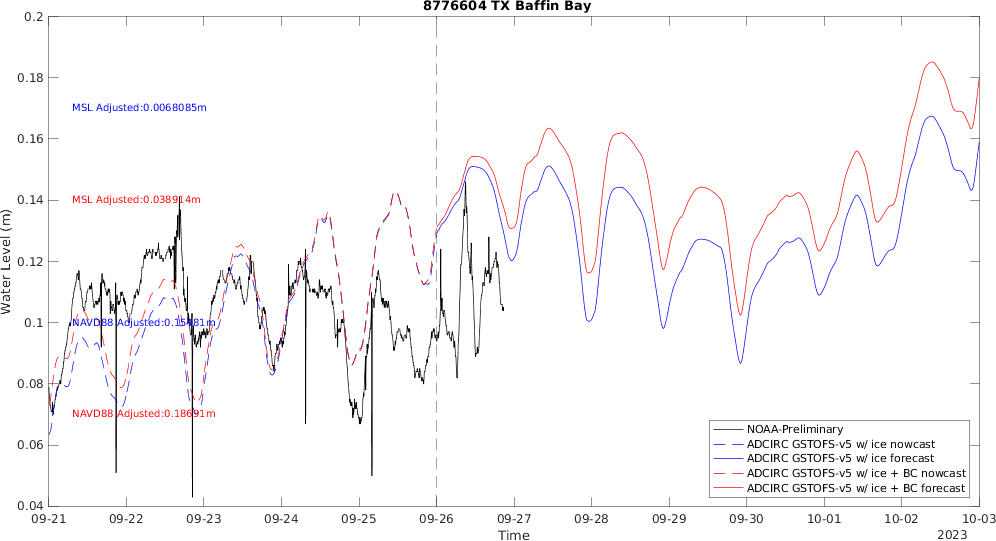 8776604 TX Baffin Bay
0.2
0.18
0.16
0.14
0.12
0.1
0.08
0.06
0.04
Water Level (m)
MSL Adjusted:0.0068085m
MSL Adjusted:0.038914m
NAVD88 Adjusted:0.15481m
NAVD88 Adjusted:0.18691m
NOAA-Preliminary
ADCIRC GSTOFS-v5 w/ ice nowcast
ADCIRC GSTOFS-v5 w/ ice forecast
ADCIRC GSTOFS-v5 w/ ice + BC nowcast
ADCIRC GSTOFS-v5 w/ ice + BC forecast
09-21 09-22 09-23 09-24 09-25 09-26 09-27 09-28 09-29 09-30 10-01 10-02 10-03
Time
2023